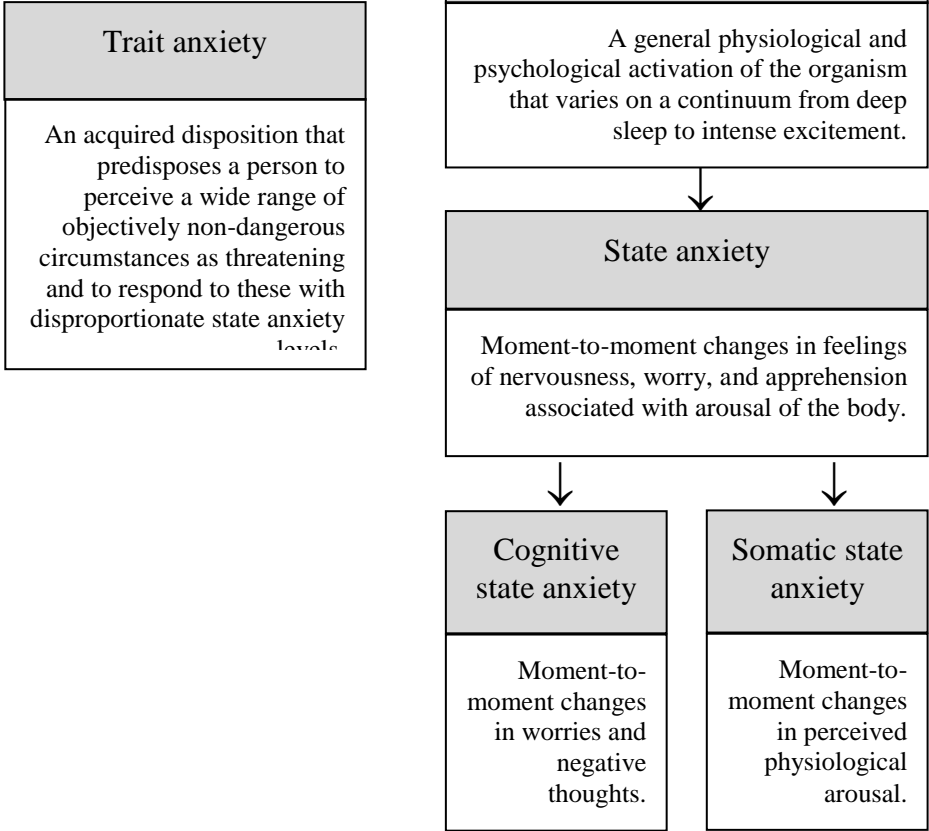 Trait anxiety
An acquired disposition that
predisposes a person to
perceive a wide range of
objectively non-dangerous
circumstances as threatening
and to respond to these with
disproportionate state anxiety
levels.
A general physiological and
psychological activation of the organism
that varies on a continuum from deep
sleep to intense excitement.
State anxiety
Moment-to-moment changes in feelings
of nervousness, worry, and apprehension
associated with arousal of the body.
Cognitive
state anxiety
Moment-to-
moment changes
in worries and
negative
thoughts.
Somatic state
anxiety
Moment-to-
moment changes
in perceived
physiological
arousal.